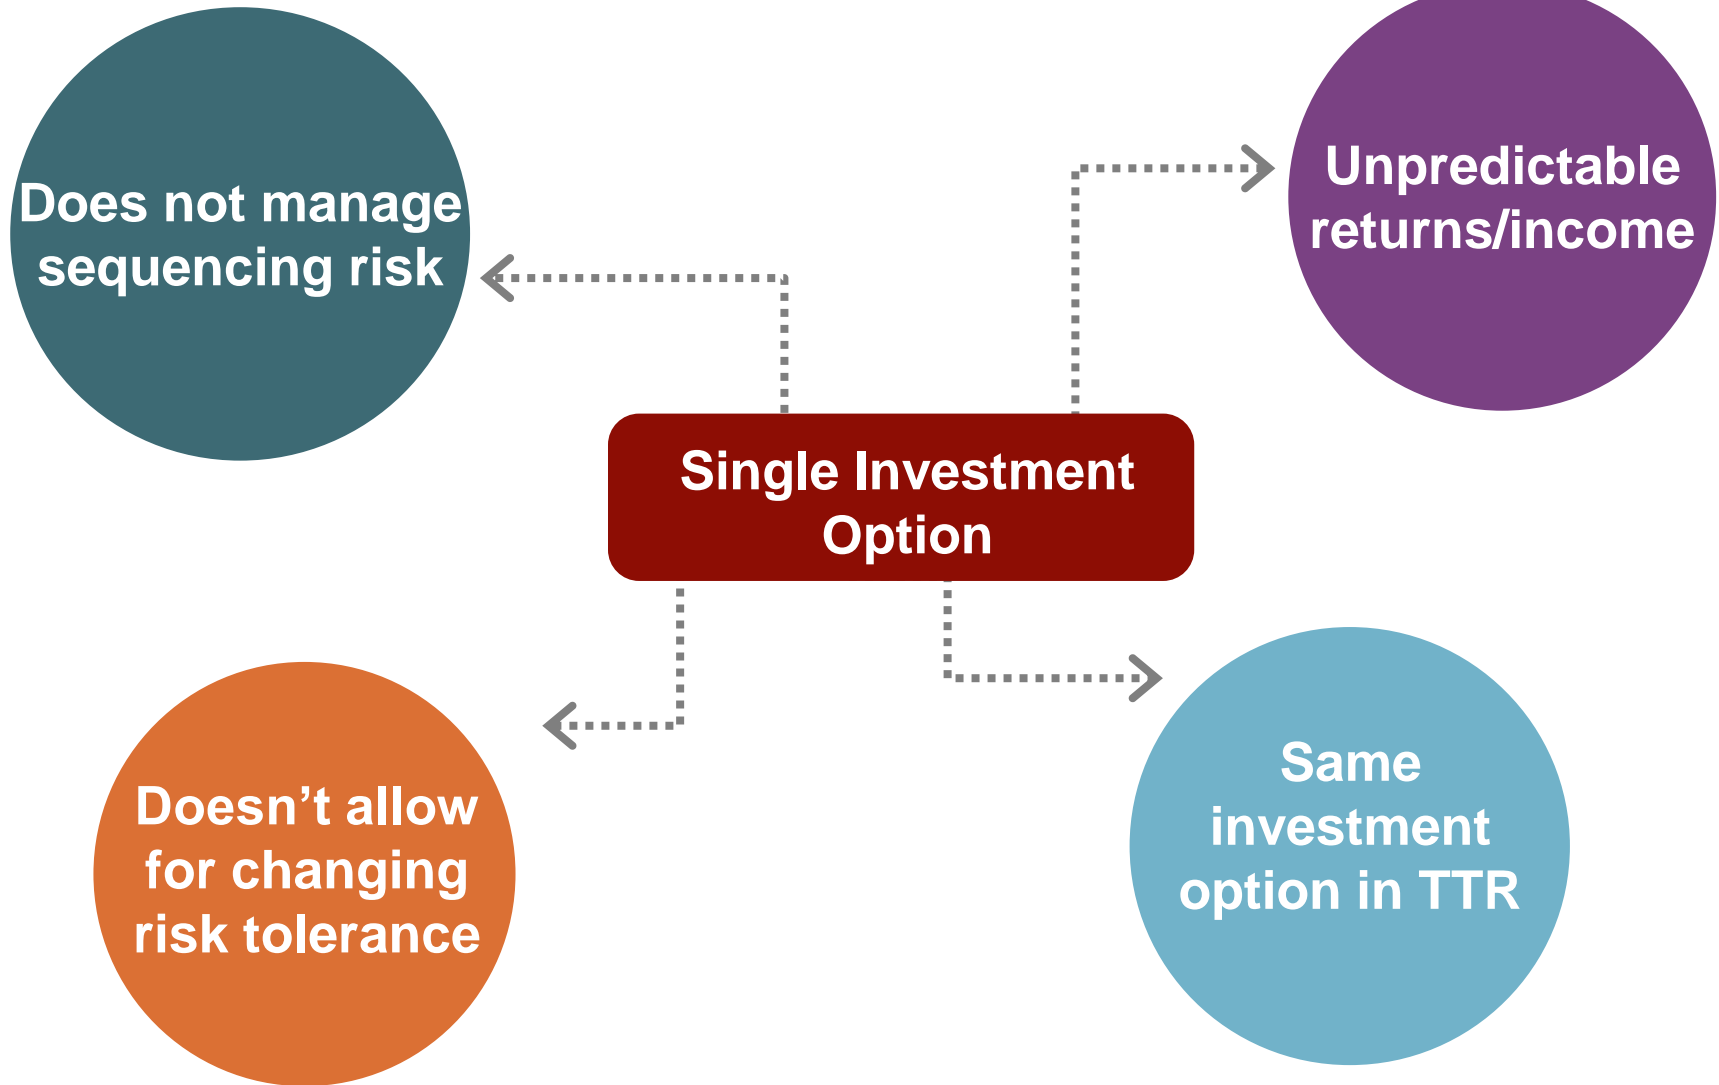 Does not manage
sequencing risk
Unpredictable
returns/income
Single Investment
Option
Doesn’t allow
for changing
risk tolerance
Same
investment
option in TTR